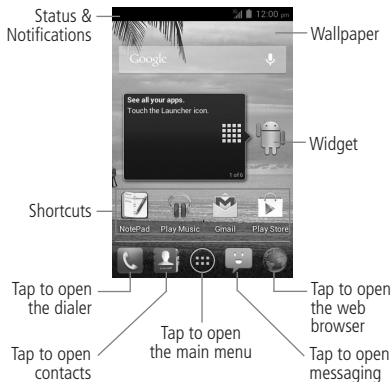 Status &
Notifications
12:00 pm
Wallpaper
Google
See all your apps.
Touch the Launcher icon.
1 of 6
Widget
Shortcuts
NotePad Play Music Gmail Play Store
Tap to open
the dialer
Tap to open
contacts
Tap to open
the main menu
Tap to open
messaging
Tap to open
the web
browser